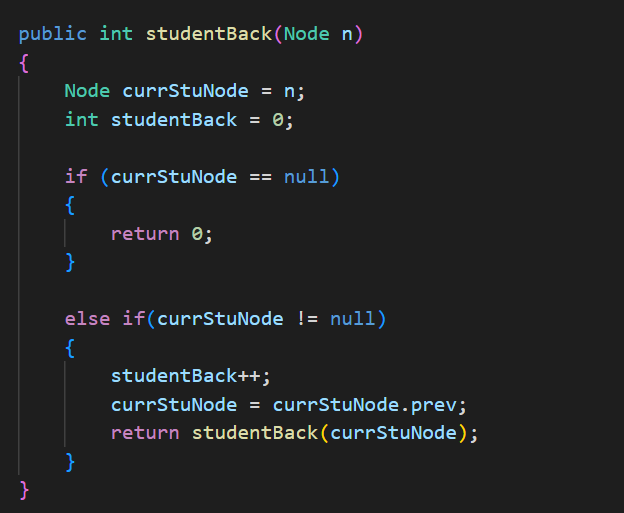 public int studentBack(Node n)
{
    Node currStuNode = n;
    int studentBack = 0;

    if (currStuNode == null)
    {
        return 0;
    }

    else if(currStuNode != null)
    {
        studentBack++;
        currStuNode = currStuNode.prev;
        return studentBack(currStuNode);
    }
}